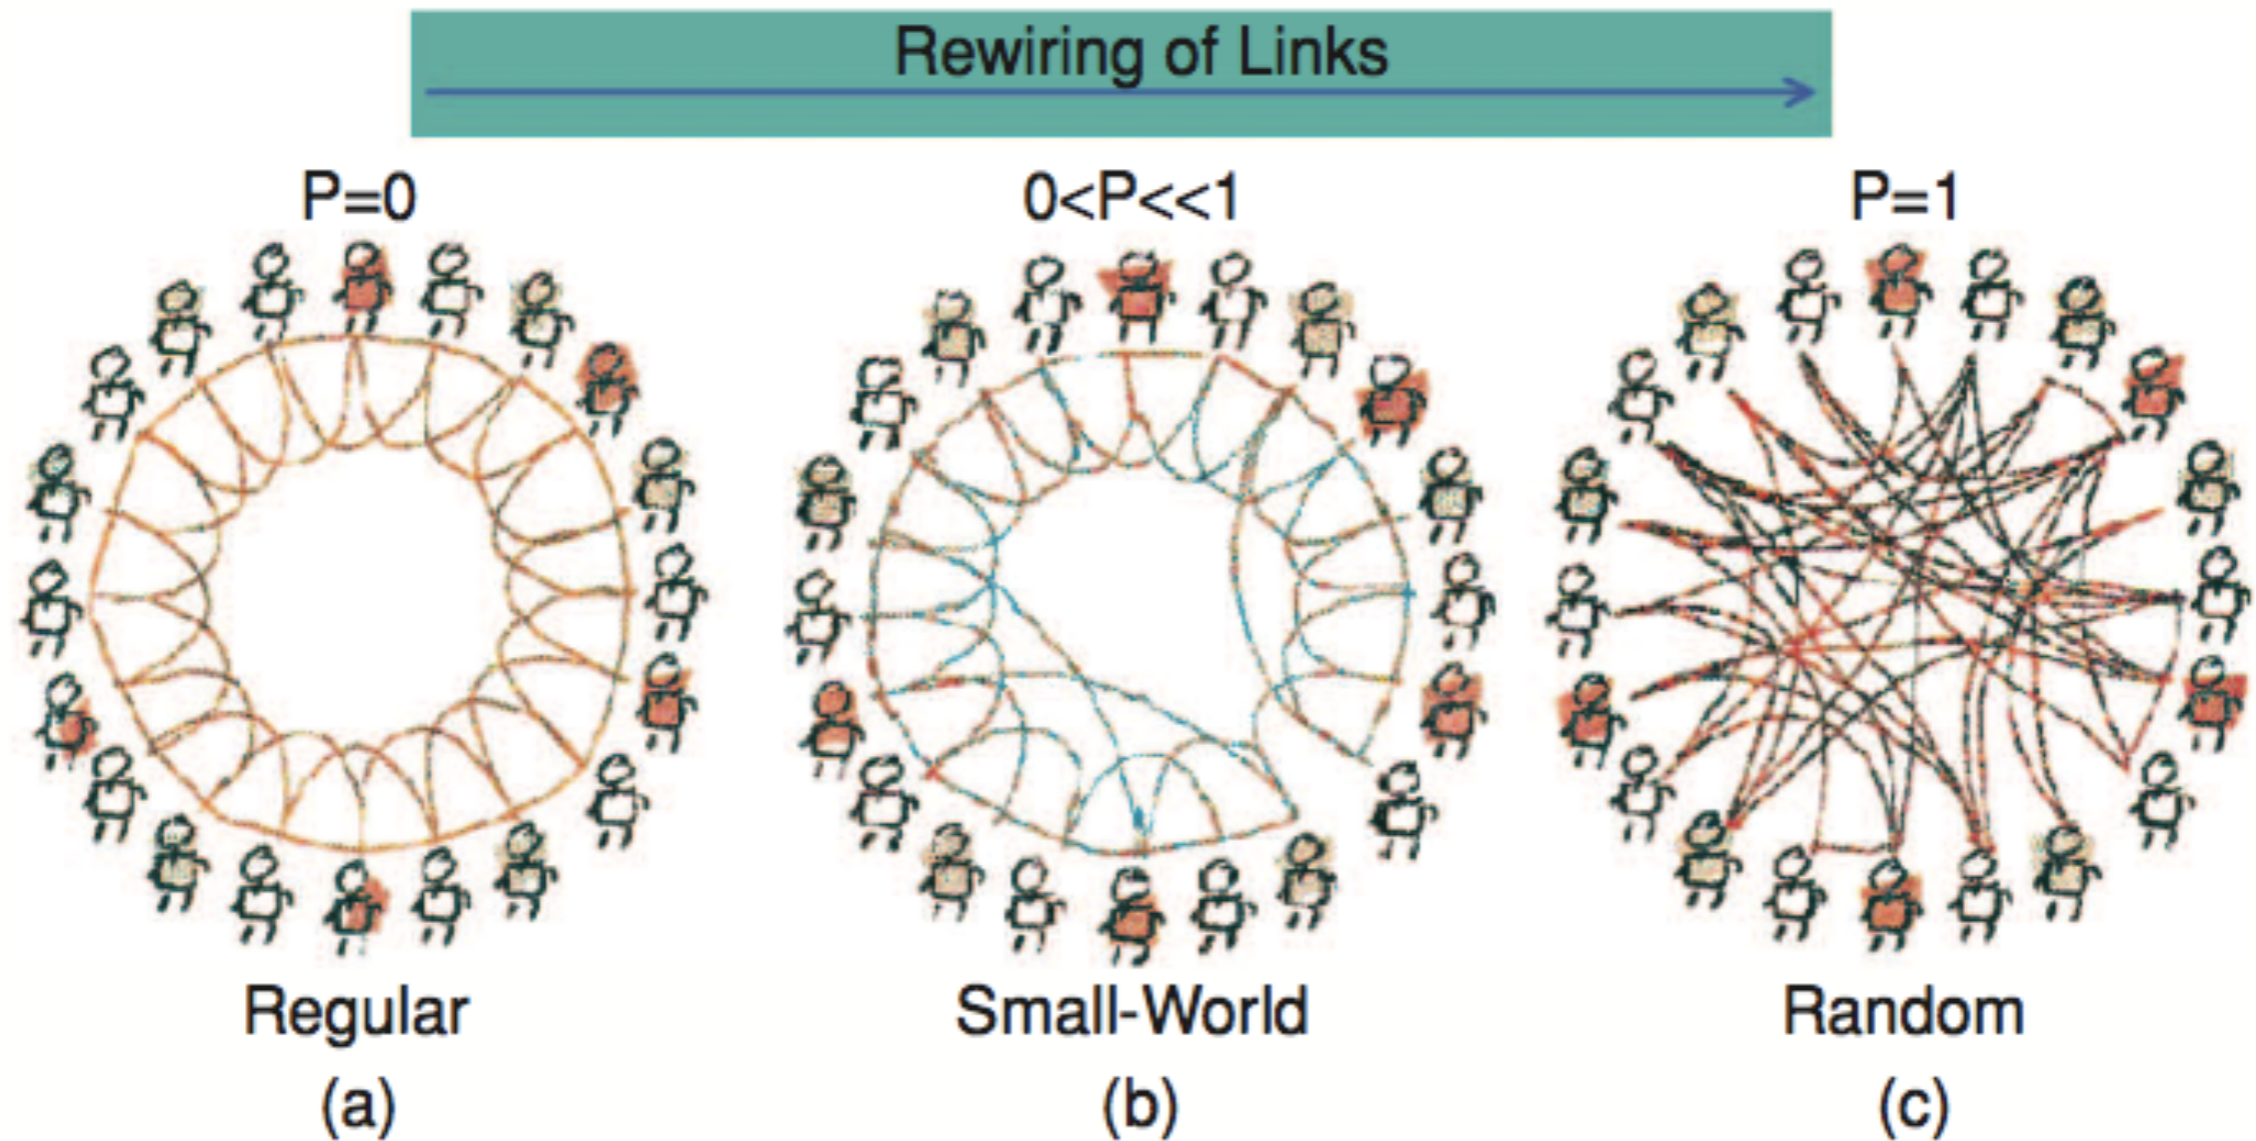 Rewiring of Links
P=0
0<P<<1
P=1
Regular
Small-World
Random
(a)
(b)
(c)